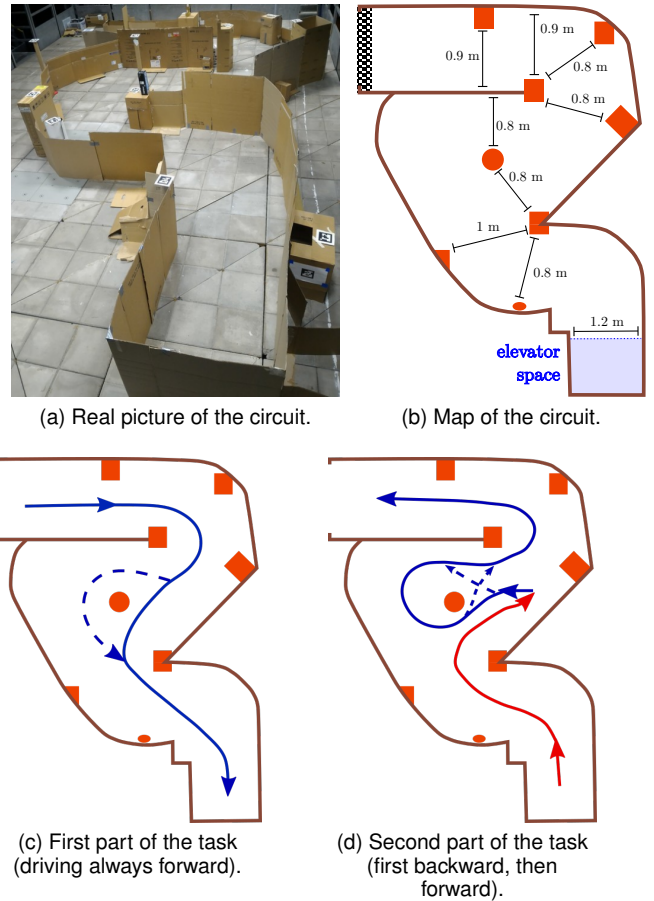 0.9 m
0.9 m
0.8 m
0.8 m
0.8 m
0.8 m
1 m
0.8 m
1.2 m
elevator
space
(a) Real picture of the circuit.
(b) Map of the circuit.
(c) First part of the task
(driving always forward).
(d) Second part of the task
(first backward, then
forward).